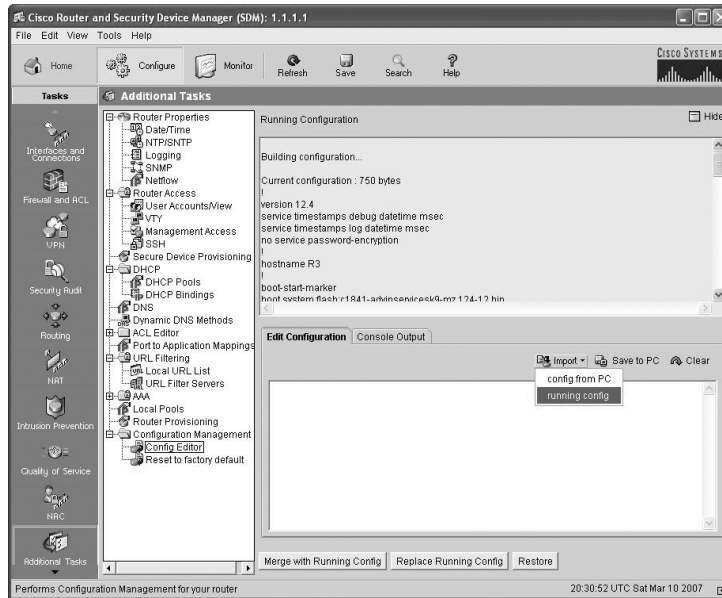 Cisco Router and Security Device Manager (SDM): 1.1.1.1
File Edit View Tools Help
Home
Configure
Monitor
Refresh
Save
Search
Help
CISCO SYSTEMS
Tasks
Additional Tasks
Interfaces and
Connections
Firewall and ACL
VPN
Security Audit
Routing
NAT
Intrusion Prevention
Quality of Service
NAC
Additional Tasks
Router Properties
Date/Time
NTP/SNTP
Logging
SNMP
Netflow
Router Access
User Accounts/View
VTY
Management Access
SSH
Secure Device Provisioning
DHCP
DHCP Pools
DHCP Bindings
DNS
Dynamic DNS Methods
ACL Editor
Port to Application Mappings
URL Filtering
Local URL List
URL Filter Servers
AAA
Local Pools
Router Provisioning
Configuration Management
Config Editor
Reset to factory default
Running Configuration
Hide
Building configuration...
Current configuration : 750 bytes
!
version 12.4
service timestamps debug datetime msec
service timestamps log datetime msec
no service password-encryption
!
hostname R3
!
boot-start-marker
boot system flash:c1841-advipservicesk9-mz.124-12.bin
Edit Configuration
Console Output
Import
Save to PC
Clear
config from PC
running config
Merge with Running Config
Replace Running Config
Restore
Performs Configuration Management for your router
20:30:52 UTC Sat Mar 10 2007